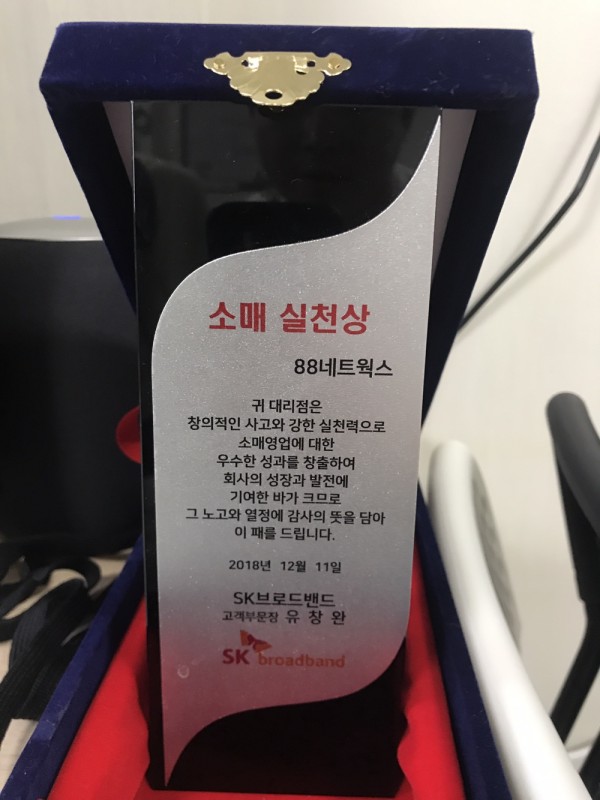 소매 실천상
88네트웍스
귀 대리점은
창의적인 사고와 강한 실천력으로
소매영업에 대한
우수한 성과를 창출하여
회사의 성장과 발전에
기여한 바가 크므로
그 노고와 열정에 감사의 뜻을 담아
이 패를 드립니다.
2018년 12월 11일
SK브로드밴드
고객부문장 유 창 완
SK broadband